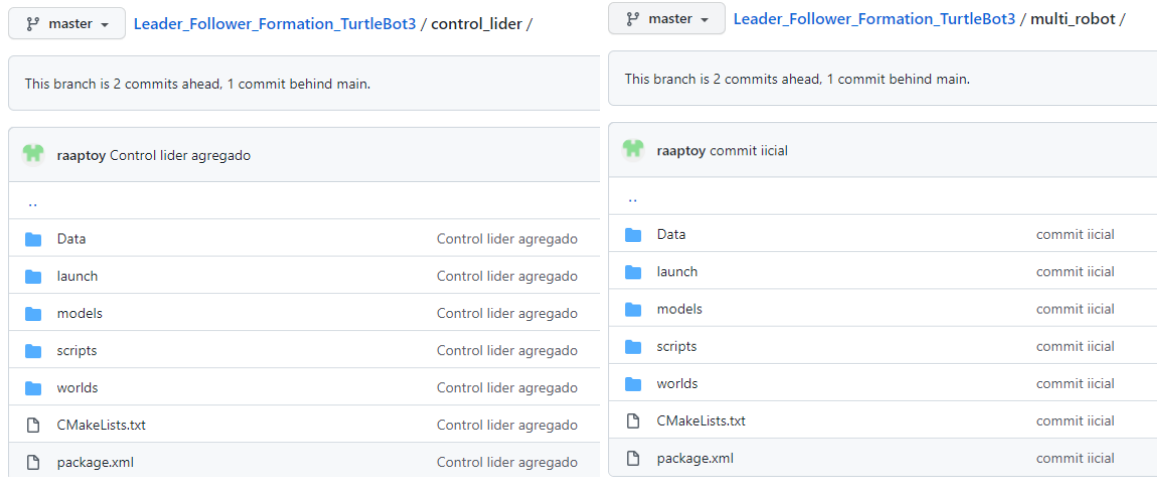 master
Leader_Follower_Formation_TurtleBot3 / control_lider /
This branch is 2 commits ahead, 1 commit behind main.
raaptoy Control lider agregado
..
Data Control lider agregado
launch Control lider agregado
models Control lider agregado
scripts Control lider agregado
worlds Control lider agregado
CMakeLists.txt Control lider agregado
package.xml Control lider agregado
master
Leader_Follower_Formation_TurtleBot3 / multi_robot /
This branch is 2 commits ahead, 1 commit behind main.
raaptoy commit iicial
..
Data commit iicial
launch commit iicial
models commit iicial
scripts commit iicial
worlds commit iicial
CMakeLists.txt commit iicial
package.xml commit iicial